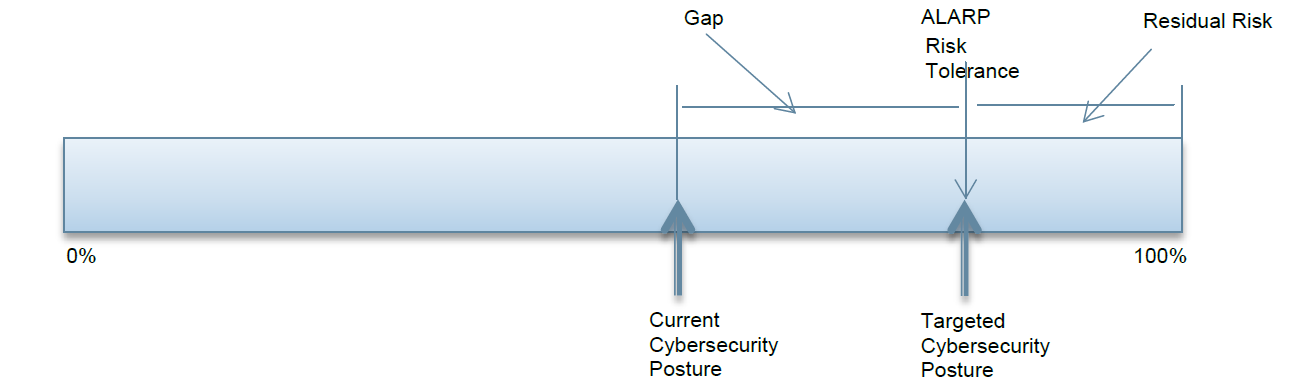 Gap
ALARP
Risk
Tolerance
Residual Risk
0%
100%
Current
Cybersecurity
Posture
Targeted
Cybersecurity
Posture